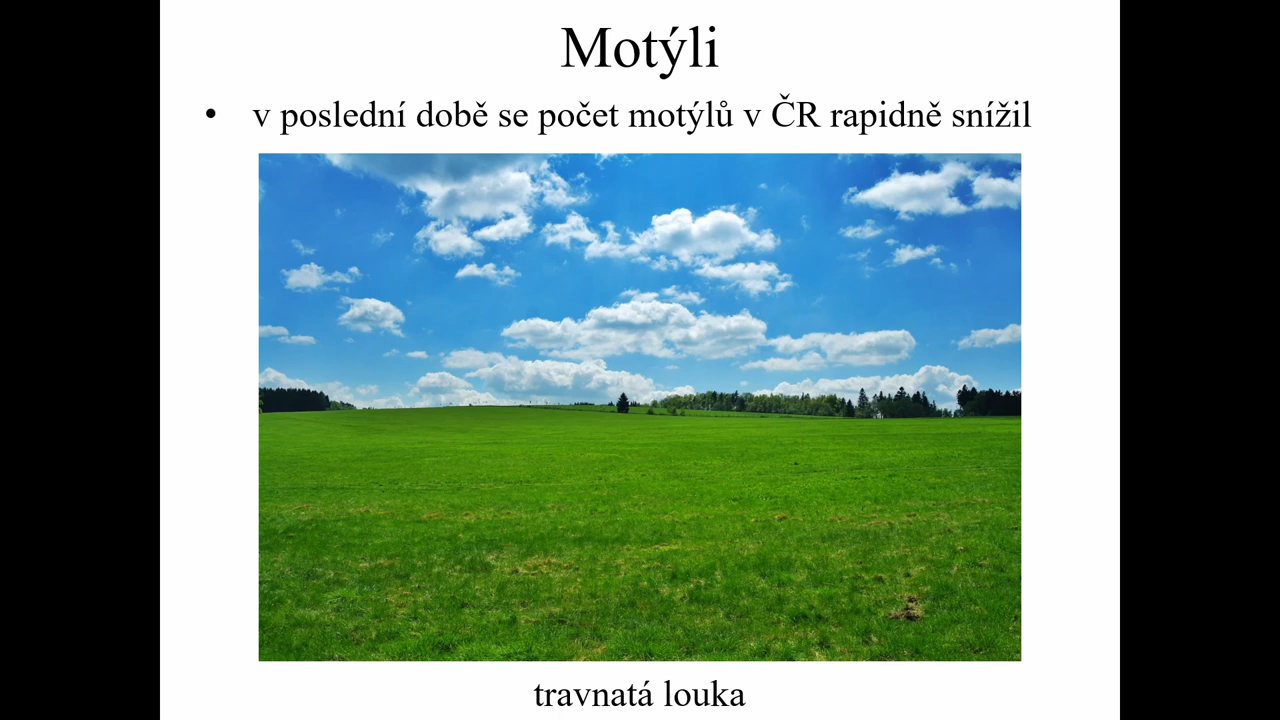 Motýli
• v poslední době se počet motýlů v ČR rapidně snížil
travnatá louka